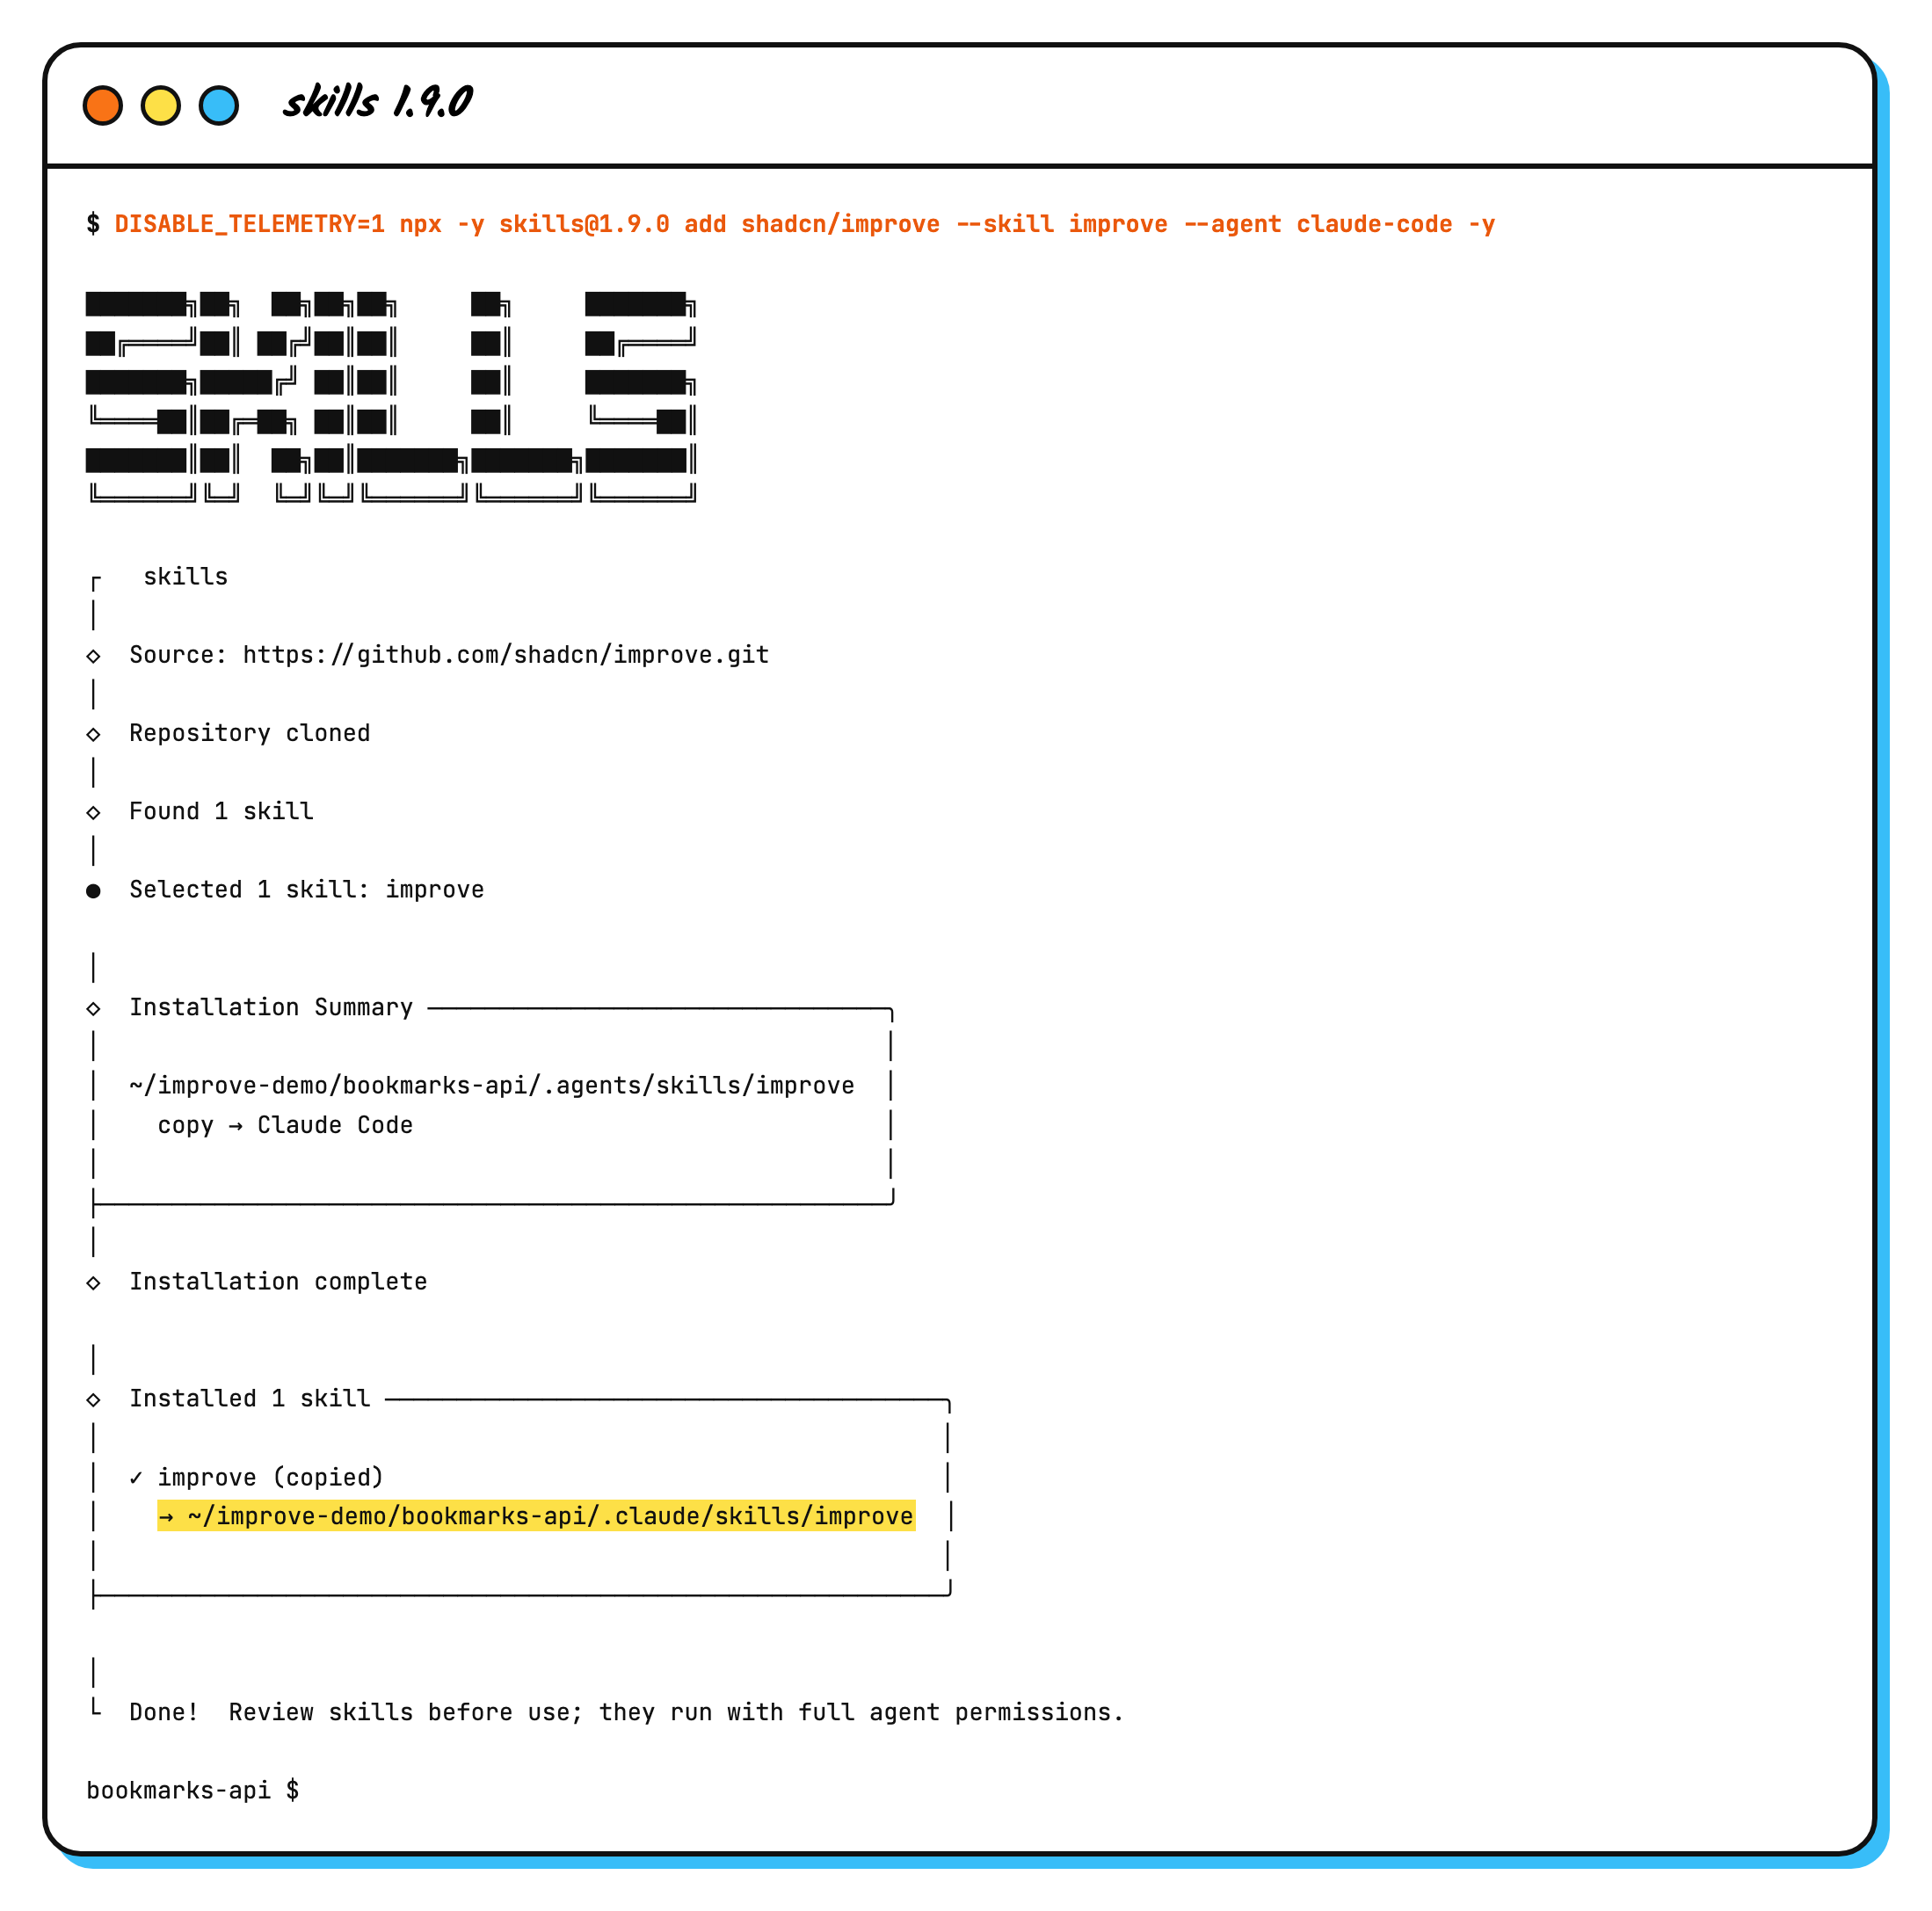 skills 1.9.0
$ DISABLE_TELEMETRY=1 npx -y skills@1.9.0 add shadcn/improve --skill improve --agent claude-code -y
SKILLS
skills
Source: https://github.com/shadcn/improve.git
Repository cloned
Found 1 skill
Selected 1 skill: improve
Installation Summary
~/improve-demo/bookmarks-api/.agents/skills/improve
copy → Claude Code
Installation complete
Installed 1 skill
✓ improve (copied)
→ ~/improve-demo/bookmarks-api/.claude/skills/improve
Done!  Review skills before use; they run with full agent permissions.
bookmarks-api $